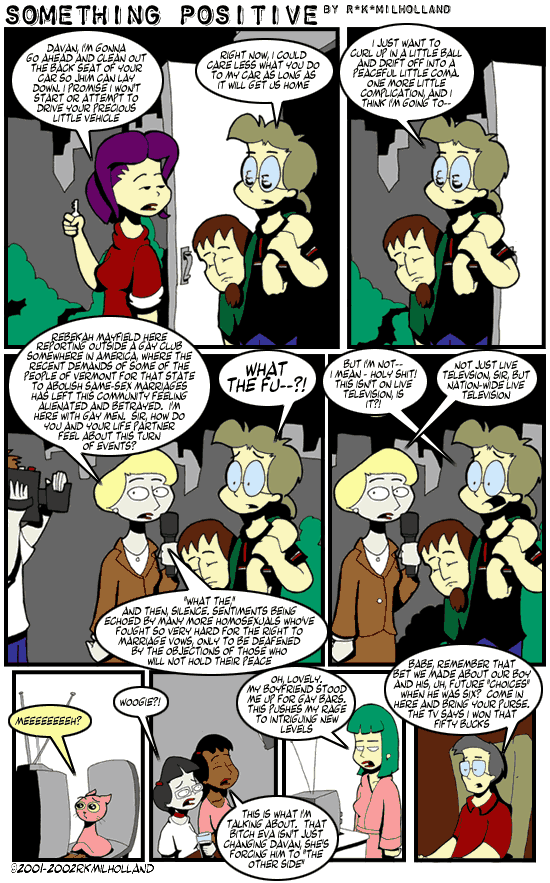 SOMETHING POSITIVE BY R*K*MILHOLLAND
DAVAN, I'M GONNA
GO AHEAD AND CLEAN OUT
THE BACK SEAT OF YOUR
CAR SO JHIM CAN LAY
DOWN. I PROMISE I WON'T
START OR ATTEMPT TO
DRIVE YOUR PRECIOUS
LITTLE VEHICLE
RIGHT NOW, I COULD
CARE LESS WHAT YOU DO
TO MY CAR AS LONG AS
IT WILL GET US HOME
I JUST WANT TO
CURL UP IN A LITTLE BALL
AND DRIFT OFF INTO A
PEACEFUL LITTLE COMA.
ONE MORE LITTLE
COMPLICATION, AND I
THINK I'M GOING TO--
REBEKAH MAYFIELD HERE
REPORTING OUTSIDE A GAY CLUB
SOMEWHERE IN AMERICA, WHERE THE
RECENT DEMANDS OF SOME OF THE
PEOPLE OF VERMONT FOR THAT STATE
TO ABOLISH SAME-SEX MARRIAGES
HAS LEFT THIS COMMUNITY FEELING
ALIENATED AND BETRAYED. I'M
HERE WITH GAY MEN. SIR, HOW DO
YOU AND YOUR LIFE PARTNER
FEEL ABOUT THIS TURN
OF EVENTS?
WHAT
THE FU--?!
"WHAT THE,"
AND THEN, SILENCE. SENTIMENTS BEING
ECHOED BY MANY MORE HOMOSEXUALS WHO'VE
FOUGHT SO VERY HARD FOR THE RIGHT TO
MARRIAGE VOWS, ONLY TO BE DEAFENED
BY THE OBJECTIONS OF THOSE WHO
WILL NOT HOLD THEIR PEACE
BUT I'M NOT--
I MEAN - HOLY SHIT!
THIS ISN'T ON LIVE
TELEVISION, IS
IT?!
NOT JUST LIVE
TELEVSION, SIR, BUT
NATION-WIDE LIVE
TELEVISION
MEEEEEEEEH?
WOOGIE?!
THIS IS WHAT I'M
TALKING ABOUT. THAT
BITCH EVA ISN'T JUST
CHANGING DAVAN, SHE'S
FORCING HIM TO "THE
OTHER SIDE"
OH, LOVELY.
MY BOYFRIEND STOOD
ME UP FOR GAY BARS.
THIS PUSHES MY RAGE
TO INTRIGUING NEW
LEVELS
BABE, REMEMBER THAT
BET WE MADE ABOUT OUR BOY
AND HIS, UH, FUTURE "CHOICES"
WHEN HE WAS SIX? COME IN
HERE AND BRING YOUR PURSE.
THE TV SAYS I WON THAT
FIFTY BUCKS
©2001-2002RKMILHOLLAND